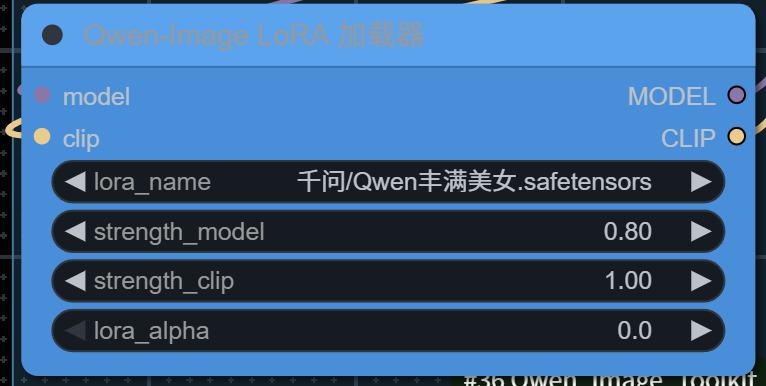 Qwen-Image LoRA 加载器
model MODEL
clip CLIP
lora_name 千问/Qwen丰满美女.safetensors
strength_model 0.80
strength_clip 1.00
lora_alpha 0.0
#36 Qwen_Image_Toolkit